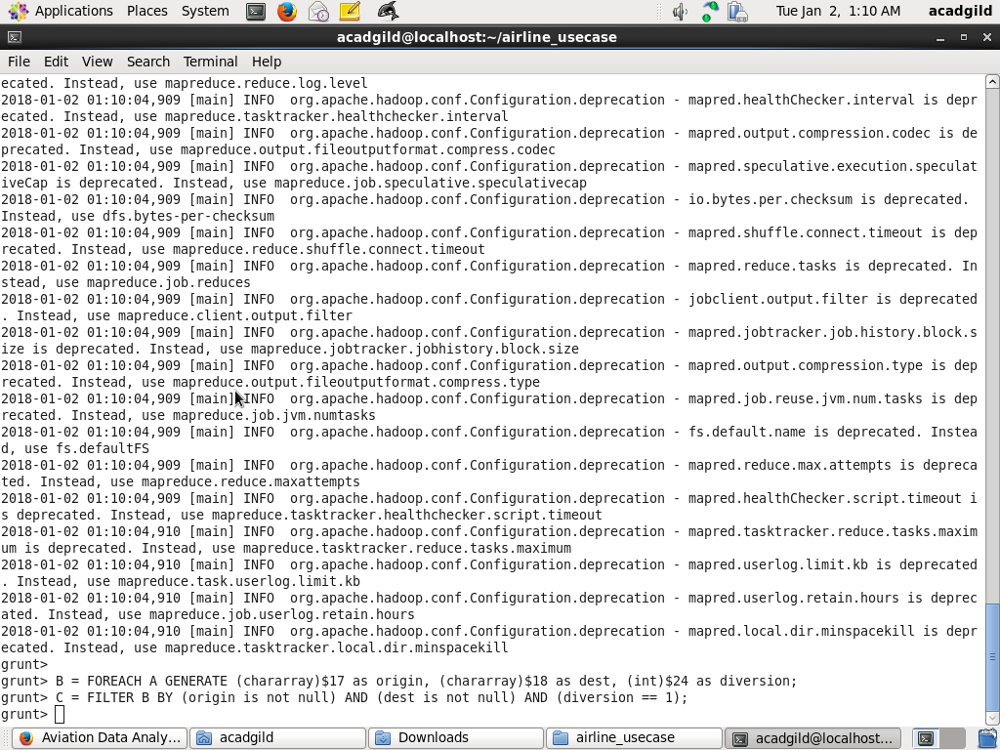 Applications Places System Tue Jan 2, 1:10 AM acadgild
acadgild@localhost:~/airline_usecase
File Edit View Search Terminal Help
ecated. Instead, use mapreduce.reduce.log.level
2018-01-02 01:10:04,909 [main] INFO  org.apache.hadoop.conf.Configuration.deprecation - mapred.healthChecker.interval is depr
ecated. Instead, use mapreduce.tasktracker.healthchecker.interval
2018-01-02 01:10:04,909 [main] INFO  org.apache.hadoop.conf.Configuration.deprecation - mapred.output.compression.codec is de
precated. Instead, use mapreduce.output.fileoutputformat.compress.codec
2018-01-02 01:10:04,909 [main] INFO  org.apache.hadoop.conf.Configuration.deprecation - mapred.speculative.execution.speculat
iveCap is deprecated. Instead, use mapreduce.job.speculative.speculativecap
2018-01-02 01:10:04,909 [main] INFO  org.apache.hadoop.conf.Configuration.deprecation - io.bytes.per.checksum is deprecated.
Instead, use dfs.bytes-per-checksum
2018-01-02 01:10:04,909 [main] INFO  org.apache.hadoop.conf.Configuration.deprecation - mapred.shuffle.connect.timeout is dep
recated. Instead, use mapreduce.reduce.shuffle.connect.timeout
2018-01-02 01:10:04,909 [main] INFO  org.apache.hadoop.conf.Configuration.deprecation - mapred.reduce.tasks is deprecated. In
stead, use mapreduce.job.reduces
2018-01-02 01:10:04,909 [main] INFO  org.apache.hadoop.conf.Configuration.deprecation - jobclient.output.filter is deprecated
. Instead, use mapreduce.client.output.filter
2018-01-02 01:10:04,909 [main] INFO  org.apache.hadoop.conf.Configuration.deprecation - mapred.jobtracker.job.history.block.s
ize is deprecated. Instead, use mapreduce.jobtracker.jobhistory.block.size
2018-01-02 01:10:04,909 [main] INFO  org.apache.hadoop.conf.Configuration.deprecation - mapred.output.compression.type is dep
recated. Instead, use mapreduce.output.fileoutputformat.compress.type
2018-01-02 01:10:04,909 [main] INFO  org.apache.hadoop.conf.Configuration.deprecation - mapred.job.reuse.jvm.num.tasks is dep
recated. Instead, use mapreduce.job.jvm.numtasks
2018-01-02 01:10:04,909 [main] INFO  org.apache.hadoop.conf.Configuration.deprecation - fs.default.name is deprecated. Instea
d, use fs.defaultFS
2018-01-02 01:10:04,909 [main] INFO  org.apache.hadoop.conf.Configuration.deprecation - mapred.reduce.max.attempts is depreca
ted. Instead, use mapreduce.reduce.maxattempts
2018-01-02 01:10:04,909 [main] INFO  org.apache.hadoop.conf.Configuration.deprecation - mapred.healthChecker.script.timeout i
s deprecated. Instead, use mapreduce.tasktracker.healthchecker.script.timeout
2018-01-02 01:10:04,910 [main] INFO  org.apache.hadoop.conf.Configuration.deprecation - mapred.tasktracker.reduce.tasks.maxim
um is deprecated. Instead, use mapreduce.tasktracker.reduce.tasks.maximum
2018-01-02 01:10:04,910 [main] INFO  org.apache.hadoop.conf.Configuration.deprecation - mapred.userlog.limit.kb is deprecated
. Instead, use mapreduce.task.userlog.limit.kb
2018-01-02 01:10:04,910 [main] INFO  org.apache.hadoop.conf.Configuration.deprecation - mapred.userlog.retain.hours is deprec
ated. Instead, use mapreduce.job.userlog.retain.hours
2018-01-02 01:10:04,910 [main] INFO  org.apache.hadoop.conf.Configuration.deprecation - mapred.local.dir.minspacekill is depr
ecated. Instead, use mapreduce.tasktracker.local.dir.minspacekill
grunt>
grunt> B = FOREACH A GENERATE (chararray)$17 as origin, (chararray)$18 as dest, (int)$24 as diversion;
grunt> C = FILTER B BY (origin is not null) AND (dest is not null) AND (diversion == 1);
grunt>
Aviation Data Analy... acadgild Downloads airline_usecase acadgild@localhost...